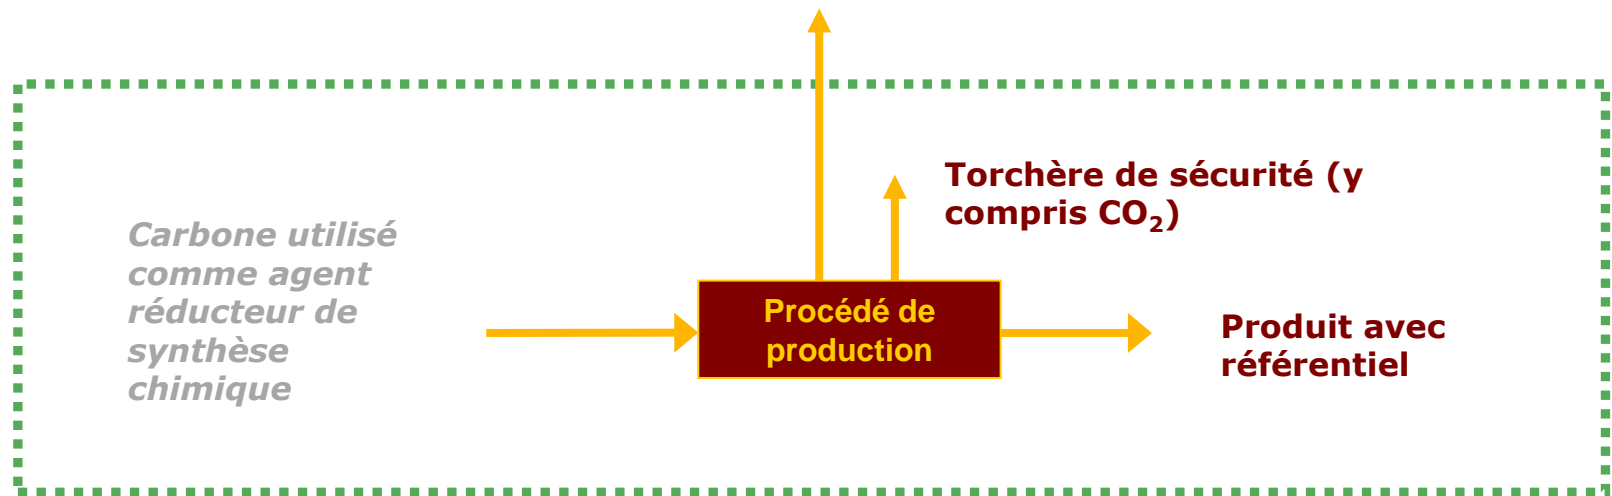 Torchère de sécurité (y
compris CO₂)
Carbone utilisé
comme agent
réducteur de
synthèse
chimique
Procédé de
production
Produit avec
référentiel